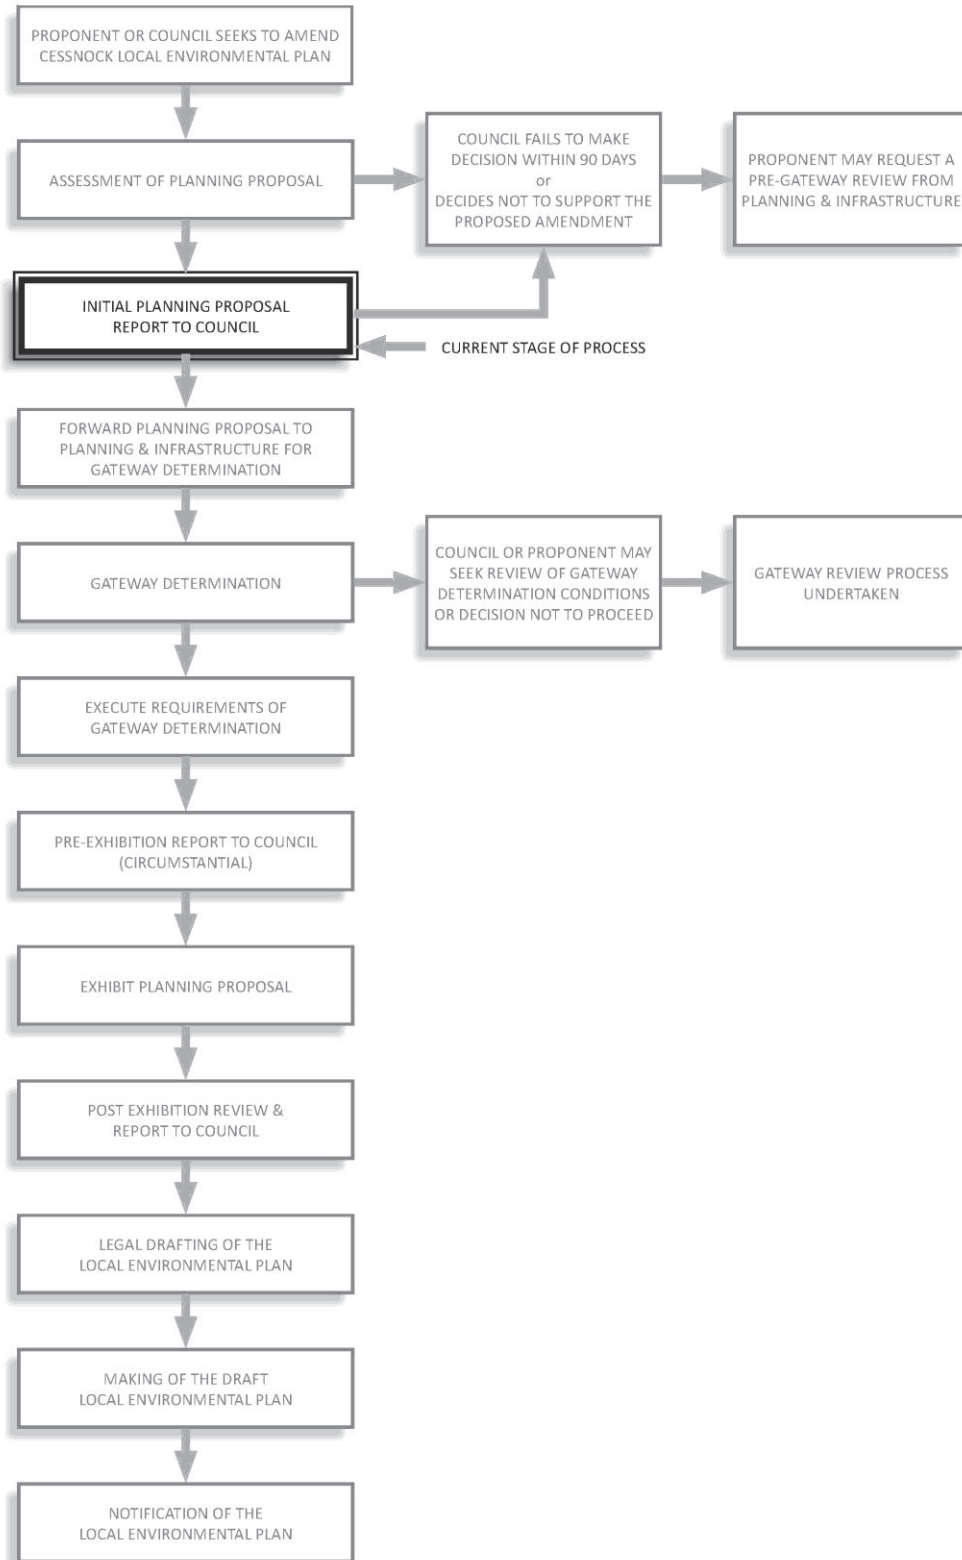 PROPONENT OR COUNCIL SEEKS TO AMEND
CESSNOCK LOCAL ENVIRONMENTAL PLAN
ASSESSMENT OF PLANNING PROPOSAL
COUNCIL FAILS TO MAKE
DECISION WITHIN 90 DAYS
or
DECIDES NOT TO SUPPORT THE
PROPOSED AMENDMENT
PROPONENT MAY REQUEST A
PRE-GATEWAY REVIEW FROM
PLANNING & INFRASTRUCTURE
INITIAL PLANNING PROPOSAL
REPORT TO COUNCIL
CURRENT STAGE OF PROCESS
FORWARD PLANNING PROPOSAL TO
PLANNING & INFRASTRUCTURE FOR
GATEWAY DETERMINATION
GATEWAY DETERMINATION
COUNCIL OR PROPONENT MAY
SEEK REVIEW OF GATEWAY
DETERMINATION CONDITIONS
OR DECISION NOT TO PROCEED
GATEWAY REVIEW PROCESS
UNDERTAKEN
EXECUTE REQUIREMENTS OF
GATEWAY DETERMINATION
PRE-EXHIBITION REPORT TO COUNCIL
(CIRCUMSTANTIAL)
EXHIBIT PLANNING PROPOSAL
POST EXHIBITION REVIEW &
REPORT TO COUNCIL
LEGAL DRAFTING OF THE
LOCAL ENVIRONMENTAL PLAN
MAKING OF THE DRAFT
LOCAL ENVIRONMENTAL PLAN
NOTIFICATION OF THE
LOCAL ENVIRONMENTAL PLAN